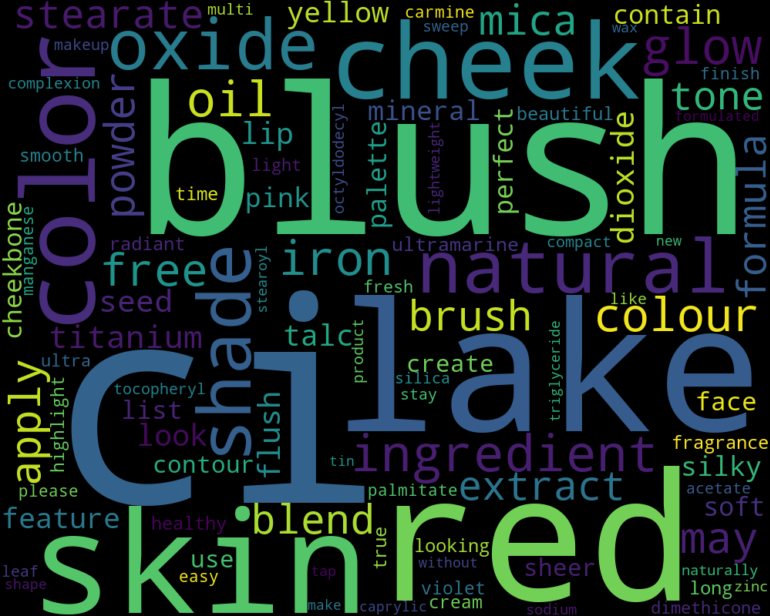 stearate
multi
yellow
carmine
sweep
mica
contain
makeup
oxide
cheek
wax
glow
complexion
color
powder
oil
blush
mineral
beautiful
finish
tone
formulated
lip
octyldodecyl
palette
lightweight
perfect
dioxide
smooth
light
time
pink
formula
cheekbone
manganese
radiant
free
shade
stearoyl
iron
ultramarine
compact
new
natural
seed
fresh
like
titanium
ci
lake
talc
product
brush
colour
ultra
apply
highlight
tocopheryl
create
silica
stay
triglyceride
list
look
flush
face
contour
tin
ingredient
fragrance
silky
please
palmitate
extract
acetate
soft
feature
healthy
blend
red
skin
true
looking
may
use
easy
without
sheer
naturally
leaf
shape
tap
violet
long
zinc
make
caprylic
cream
sodium
dimethicone